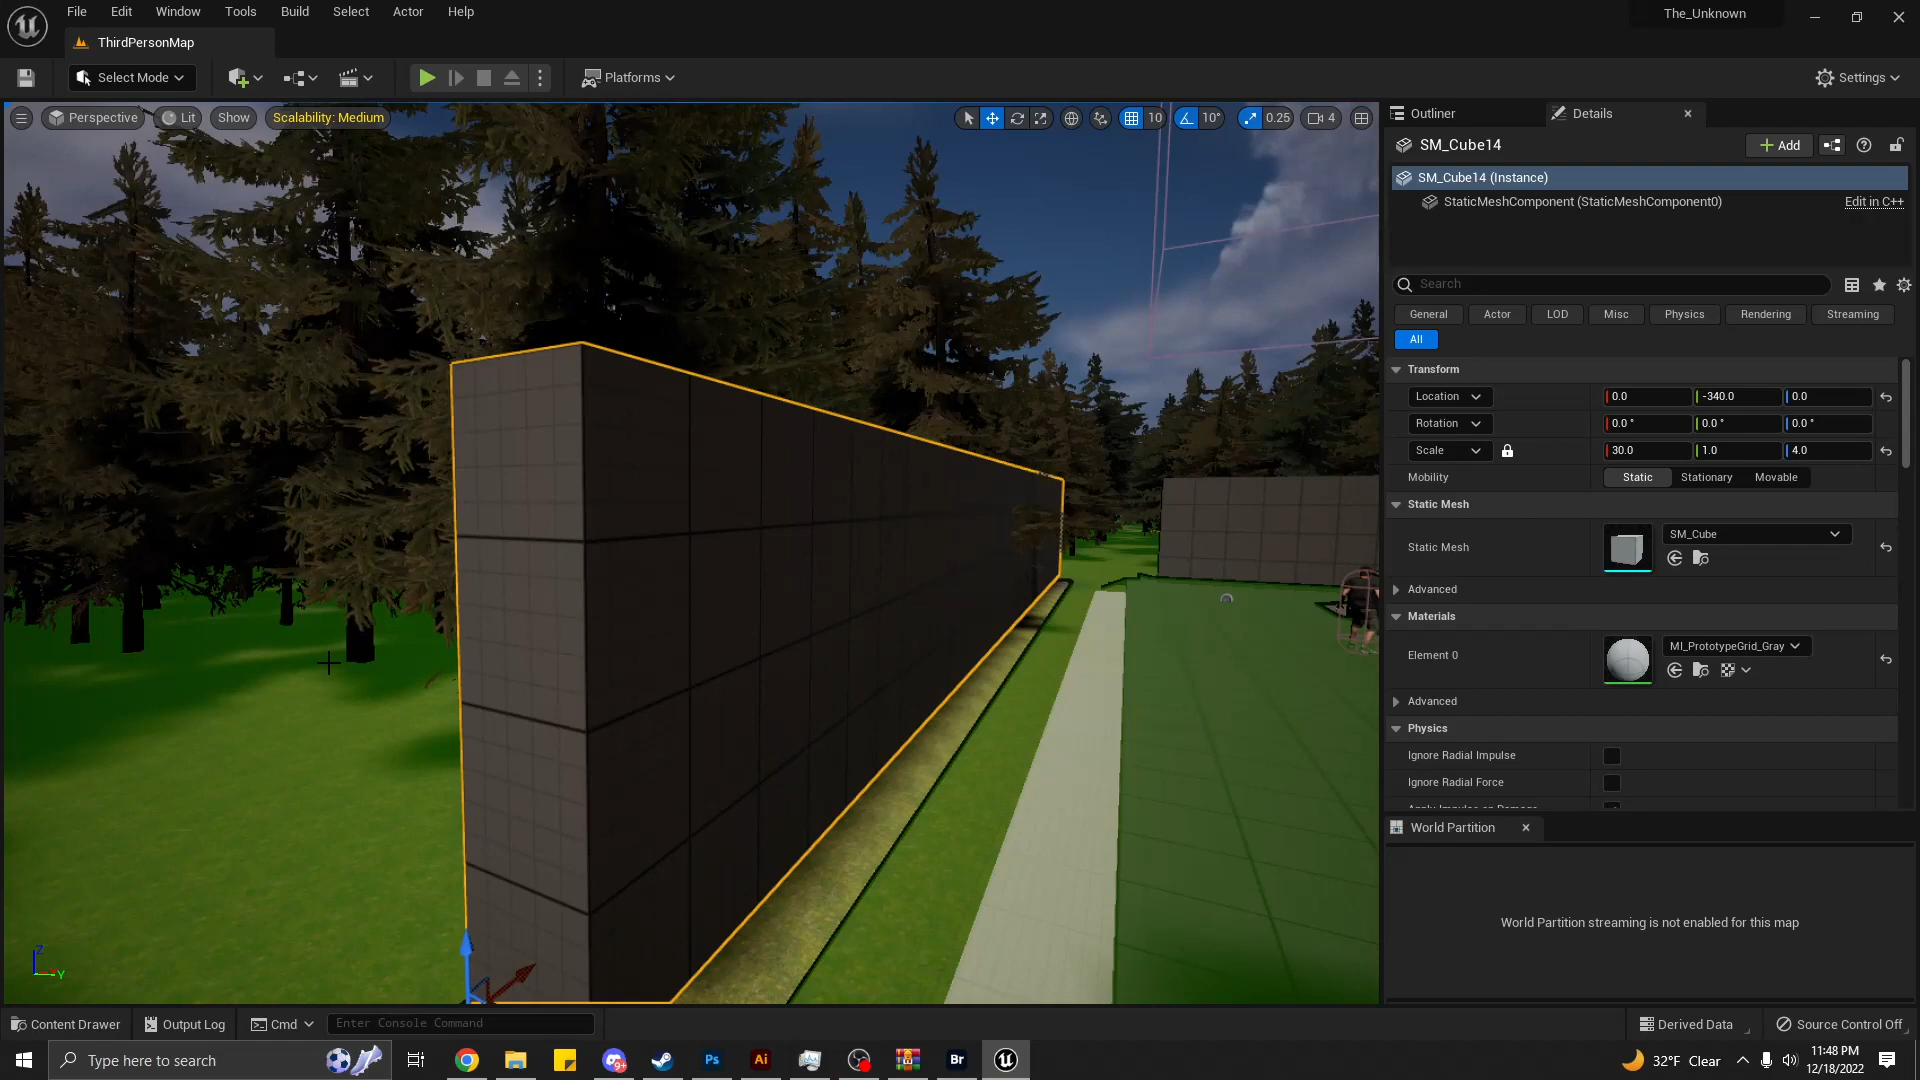 File Edit Window Tools Build Select Actor Help
The_Unknown
ThirdPersonMap
Select Mode
Platforms
Settings
Perspective Lit Show Scalability: Medium
10 10° 0.25 4
Outliner
Details
SM_Cube14
Add
SM_Cube14 (Instance)
StaticMeshComponent (StaticMeshComponent0)
Edit in C++
Search
General Actor LOD Misc Physics Rendering Streaming
All
Transform
Location 0.0 -340.0 0.0
Rotation 0.0 ° 0.0 ° 0.0 °
Scale 30.0 1.0 4.0
Mobility Static Stationary Movable
Static Mesh
Static Mesh SM_Cube
Advanced
Materials
Element 0 MI_PrototypeGrid_Gray
Advanced
Physics
Ignore Radial Impulse
Ignore Radial Force
Apply Impulse on Damage
World Partition
World Partition streaming is not enabled for this map
Z
Y
Content Drawer Output Log Cmd Enter Console Command
Derived Data Source Control Off
Type here to search
9+
Ps
Ai
Br
32°F Clear
11:48 PM
12/18/2022